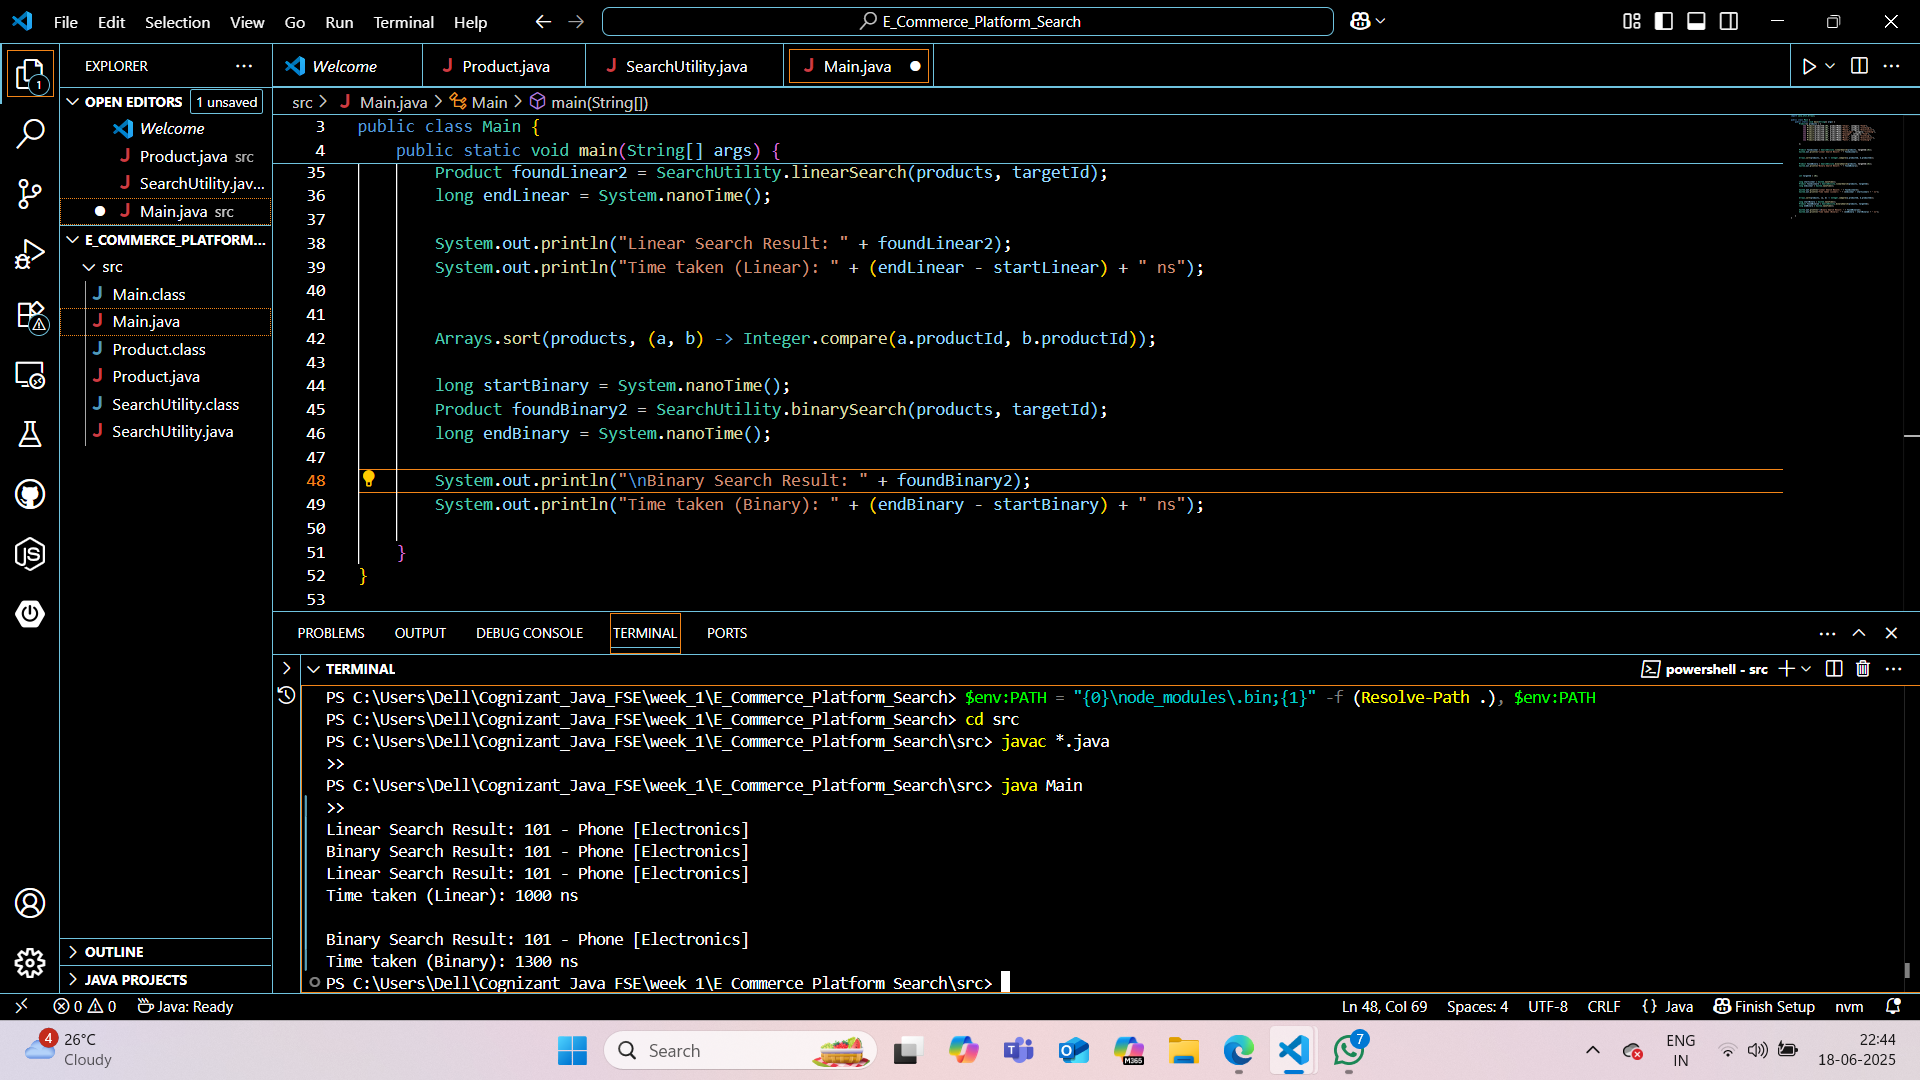 File Edit Selection View Go Run Terminal Help
E_Commerce_Platform_Search
EXPLORER
Welcome
Product.java
SearchUtility.java
Main.java
OPEN EDITORS 1 unsaved
Welcome
Product.java src
SearchUtility.jav...
Main.java src
E_COMMERCE_PLATFORM...
src
Main.class
Main.java
Product.class
Product.java
SearchUtility.class
SearchUtility.java
OUTLINE
JAVA PROJECTS
1
src > Main.java > Main > main(String[])
3 public class Main {
4 public static void main(String[] args) {
35 Product foundLinear2 = SearchUtility.linearSearch(products, targetId);
36 long endLinear = System.nanoTime();
37
38 System.out.println("Linear Search Result: " + foundLinear2);
39 System.out.println("Time taken (Linear): " + (endLinear - startLinear) + " ns");
40
41
42 Arrays.sort(products, (a, b) -> Integer.compare(a.productId, b.productId));
43
44 long startBinary = System.nanoTime();
45 Product foundBinary2 = SearchUtility.binarySearch(products, targetId);
46 long endBinary = System.nanoTime();
47
48 System.out.println("\nBinary Search Result: " + foundBinary2);
49 System.out.println("Time taken (Binary): " + (endBinary - startBinary) + " ns");
50
51 }
52 }
53
PROBLEMS OUTPUT DEBUG CONSOLE TERMINAL PORTS
TERMINAL
powershell - src
PS C:\Users\Dell\Cognizant_Java_FSE\week_1\E_Commerce_Platform_Search> $env:PATH = "{0}\node_modules\.bin;{1}" -f (Resolve-Path .), $env:PATH
PS C:\Users\Dell\Cognizant_Java_FSE\week_1\E_Commerce_Platform_Search> cd src
PS C:\Users\Dell\Cognizant_Java_FSE\week_1\E_Commerce_Platform_Search\src> javac *.java
>>
PS C:\Users\Dell\Cognizant_Java_FSE\week_1\E_Commerce_Platform_Search\src> java Main
>>
Linear Search Result: 101 - Phone [Electronics]
Binary Search Result: 101 - Phone [Electronics]
Linear Search Result: 101 - Phone [Electronics]
Time taken (Linear): 1000 ns

Binary Search Result: 101 - Phone [Electronics]
Time taken (Binary): 1300 ns
PS C:\Users\Dell\Cognizant_Java_FSE\week_1\E_Commerce_Platform_Search\src>
0 0 Java: Ready
Ln 48, Col 69 Spaces: 4 UTF-8 CRLF {} Java Finish Setup nvm
4
26°C
Cloudy
Search
M365
7
ENG
IN
22:44
18-06-2025